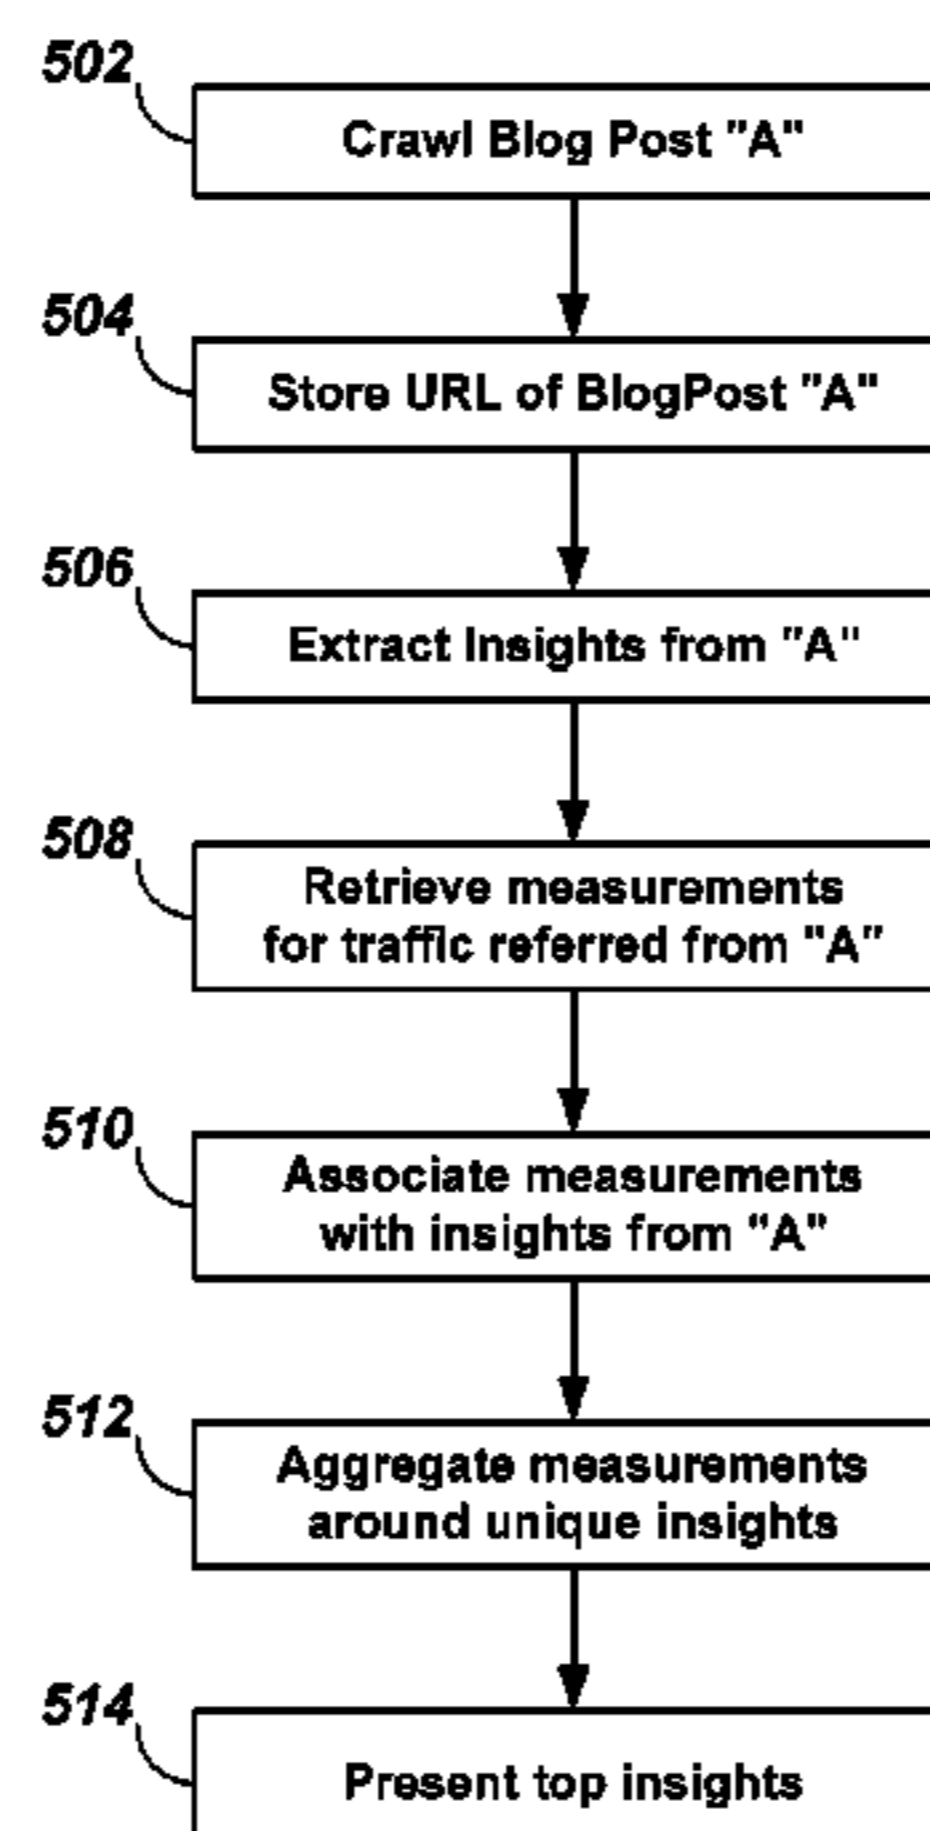 502
Crawl Blog Post "A"
504
Store URL of BlogPost "A"
506
Extract Insights from "A"
508
Retrieve measurements
for traffic referred from "A"
510
Associate measurements
with insights from "A"
512
Aggregate measurements
around unique insights
514
Present top insights